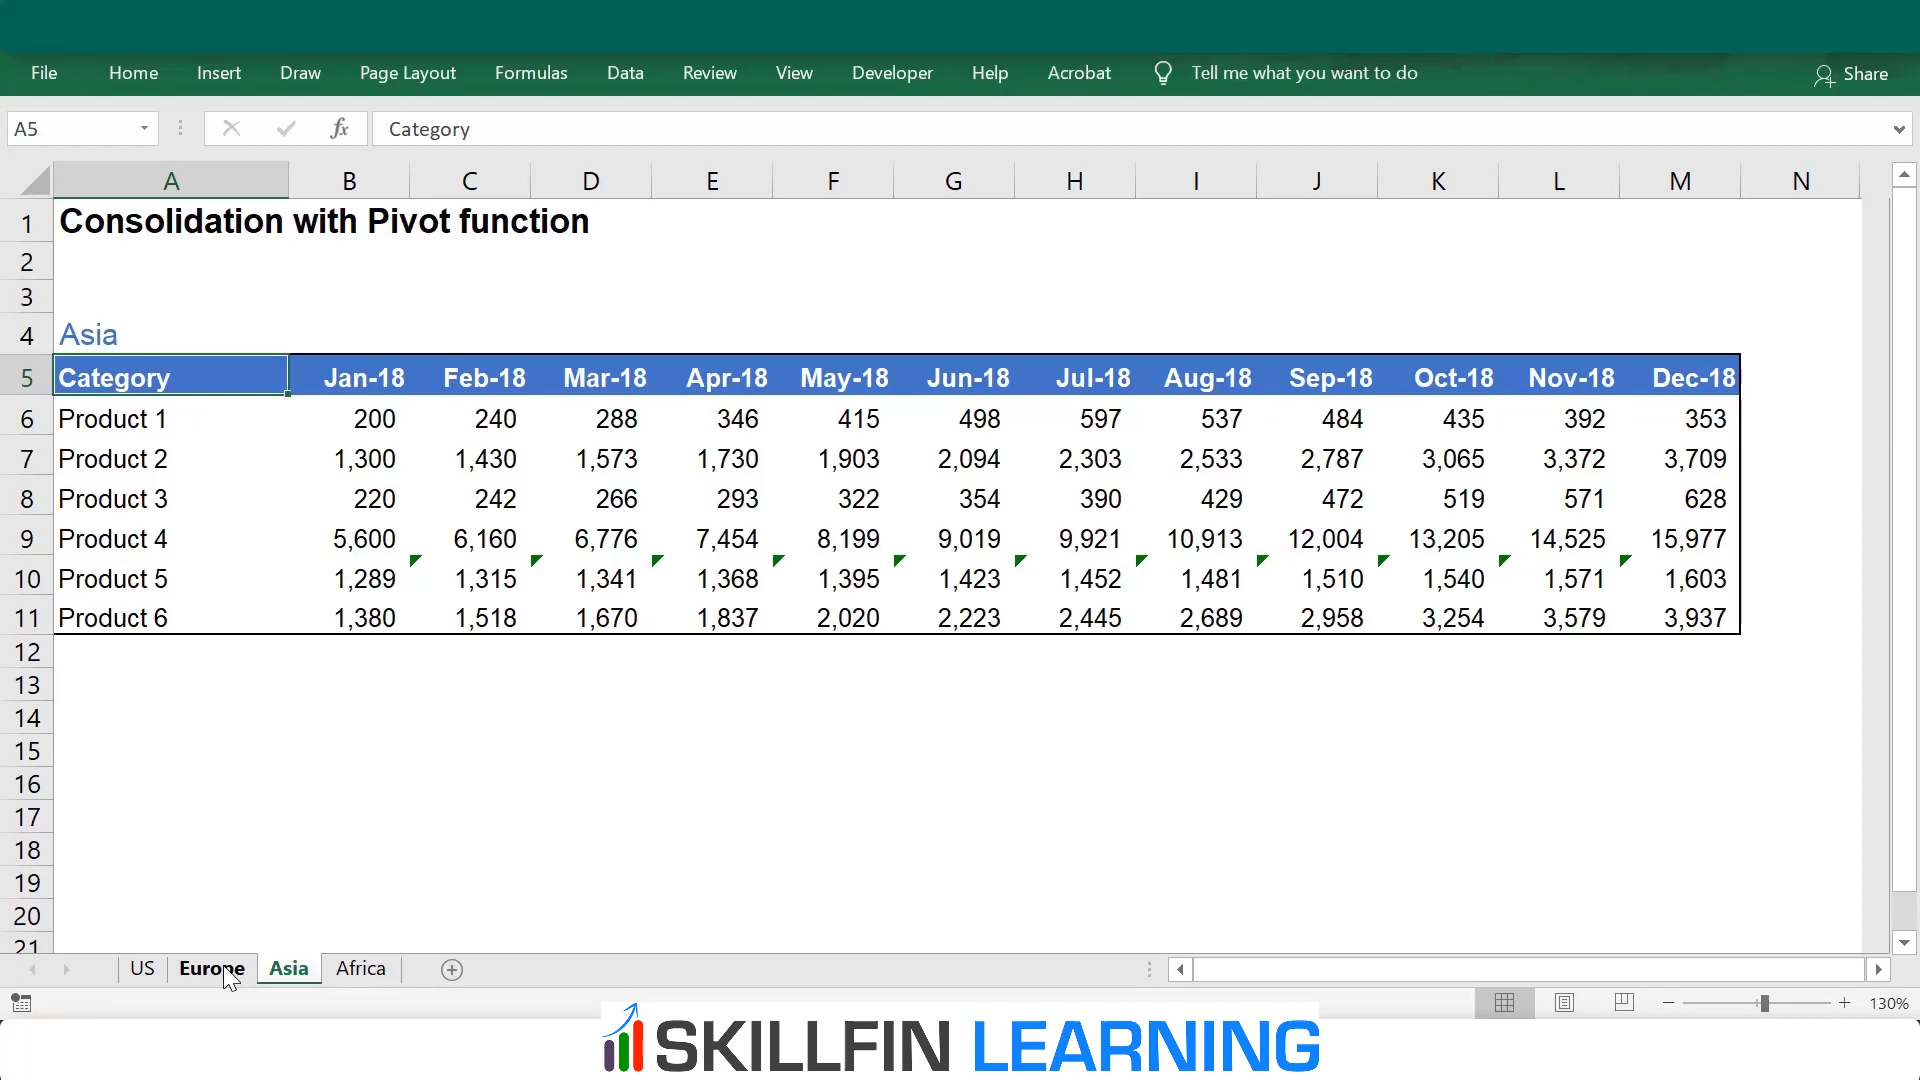 File Home Insert Draw Page Layout Formulas Data Review View Developer Help Acrobat Tell me what you want to do Share
A5 fx Category
A B C D E F G H I J K L M N
1 Consolidation with Pivot function
2
3
4 Asia
5 Category Jan-18 Feb-18 Mar-18 Apr-18 May-18 Jun-18 Jul-18 Aug-18 Sep-18 Oct-18 Nov-18 Dec-18
6 Product 1 200 240 288 346 415 498 597 537 484 435 392 353
7 Product 2 1,300 1,430 1,573 1,730 1,903 2,094 2,303 2,533 2,787 3,065 3,372 3,709
8 Product 3 220 242 266 293 322 354 390 429 472 519 571 628
9 Product 4 5,600 6,160 6,776 7,454 8,199 9,019 9,921 10,913 12,004 13,205 14,525 15,977
10 Product 5 1,289 1,315 1,341 1,368 1,395 1,423 1,452 1,481 1,510 1,540 1,571 1,603
11 Product 6 1,380 1,518 1,670 1,837 2,020 2,223 2,445 2,689 2,958 3,254 3,579 3,937
12
13
14
15
16
17
18
19
20
21
US Europe Asia Africa
130%
SKILLFIN LEARNING